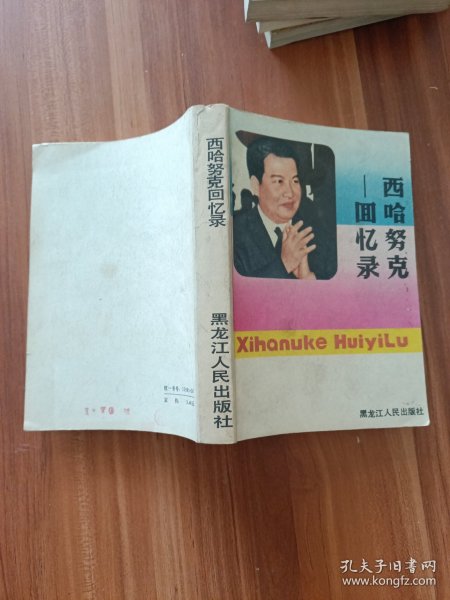 西哈努克回忆录
黑龙江人民出版社
西哈努克
—回忆录
Xihanuke HuiyiLu
黑龙江人民出版社
孔夫子旧书网
www.kongfz.com